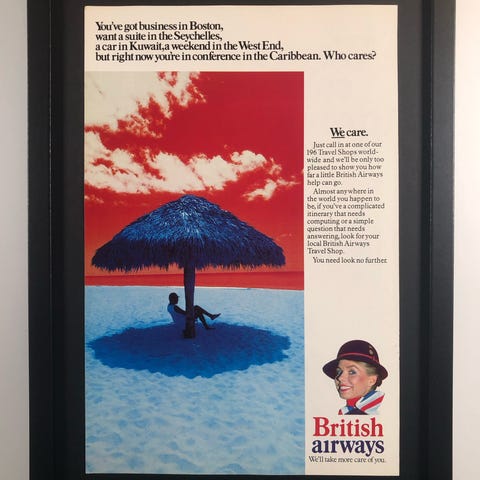 You've got business in Boston,
want a suite in the Seychelles,
a car in Kuwait, a weekend in the West End,
but right now you're in conference in the Caribbean. Who cares?
We care.
Just call in at one of our
196 Travel Shops world-
wide and we'll be only too
pleased to show you how
far a little British Airways
help can go.
Almost anywhere in
the world you happen to
be, if you've a complicated
itinerary that needs
computing or a simple
question that needs
answering, look for your
local British Airways
Travel Shop.
You need look no further.
British
airways
We'll take more care of you.